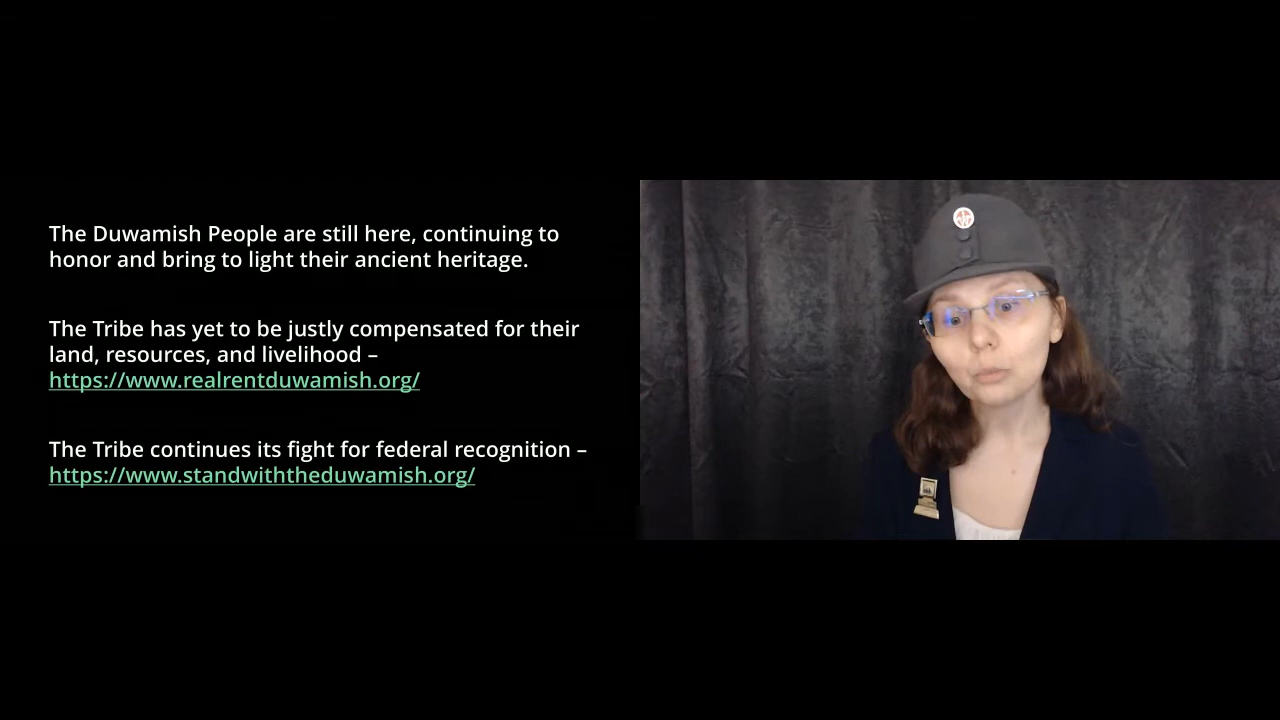 The Duwamish People are still here, continuing to
honor and bring to light their ancient heritage.
The Tribe has yet to be justly compensated for their
land, resources, and livelihood –
https://www.realrentduwamish.org/
The Tribe continues its fight for federal recognition –
https://www.standwiththeduwamish.org/